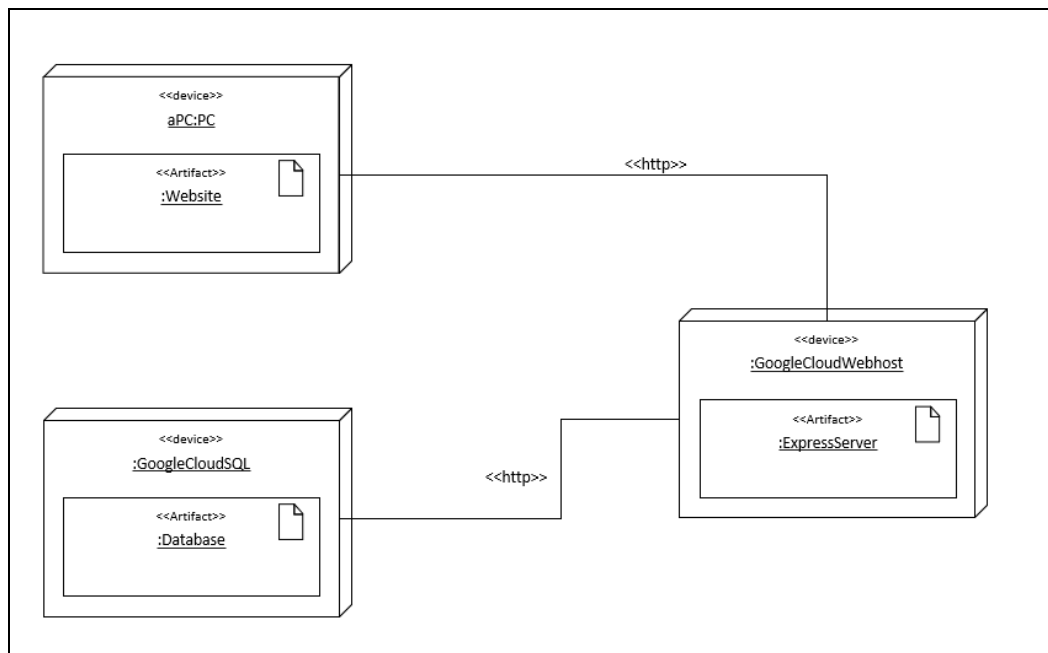 <<device>>
aPC:PC
<<Artifact>>
:Website
<<http>>
<<device>>
:GoogleCloudWebhost
<<Artifact>>
:ExpressServer
<<device>>
:GoogleCloudSQL
<<http>>
<<Artifact>>
:Database